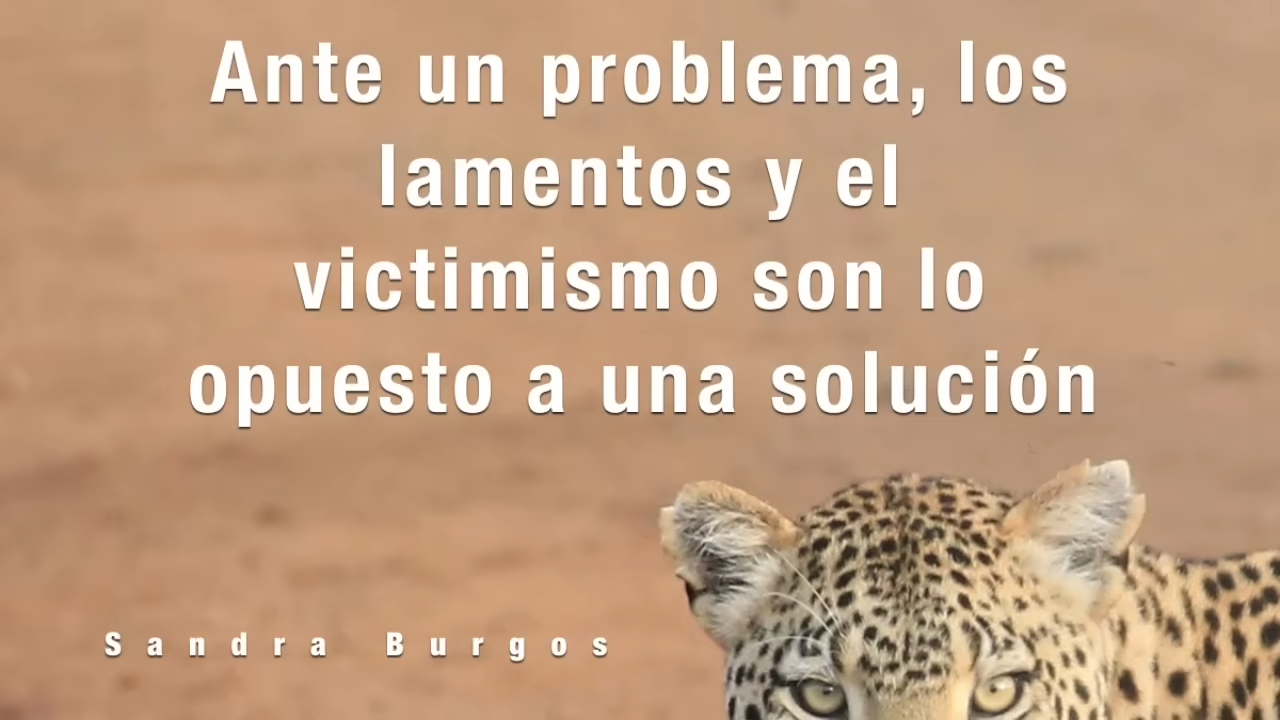 Ante un problema, los
lamentos y el
victimismo son lo
opuesto a una solución
Sandra Burgos